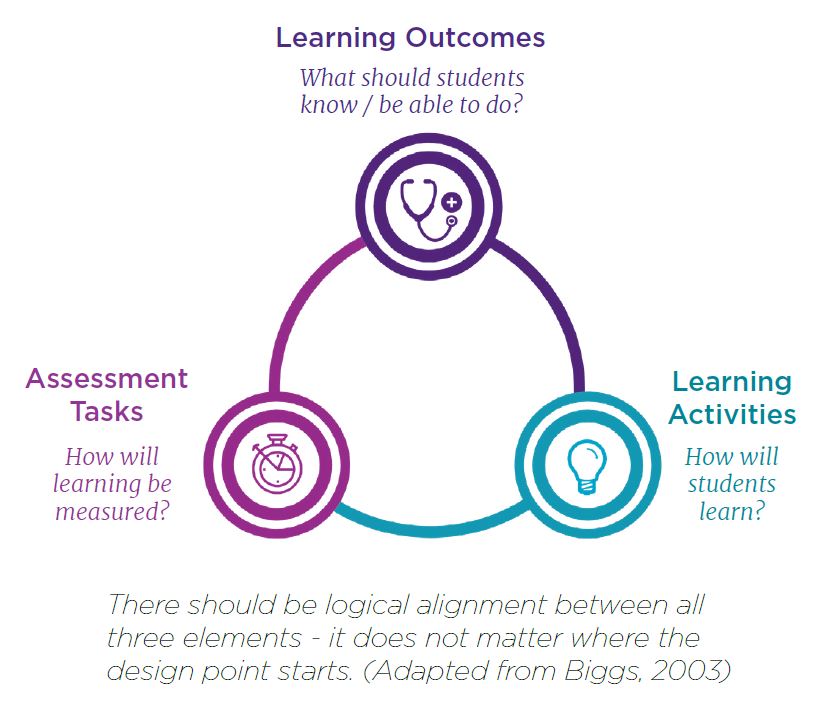 Learning Outcomes
What should students
know / be able to do?
Assessment
Tasks
How will
learning be
measured?
Learning
Activities
How will
students
learn?
There should be logical alignment between all
three elements - it does not matter where the
design point starts. (Adapted from Biggs, 2003)